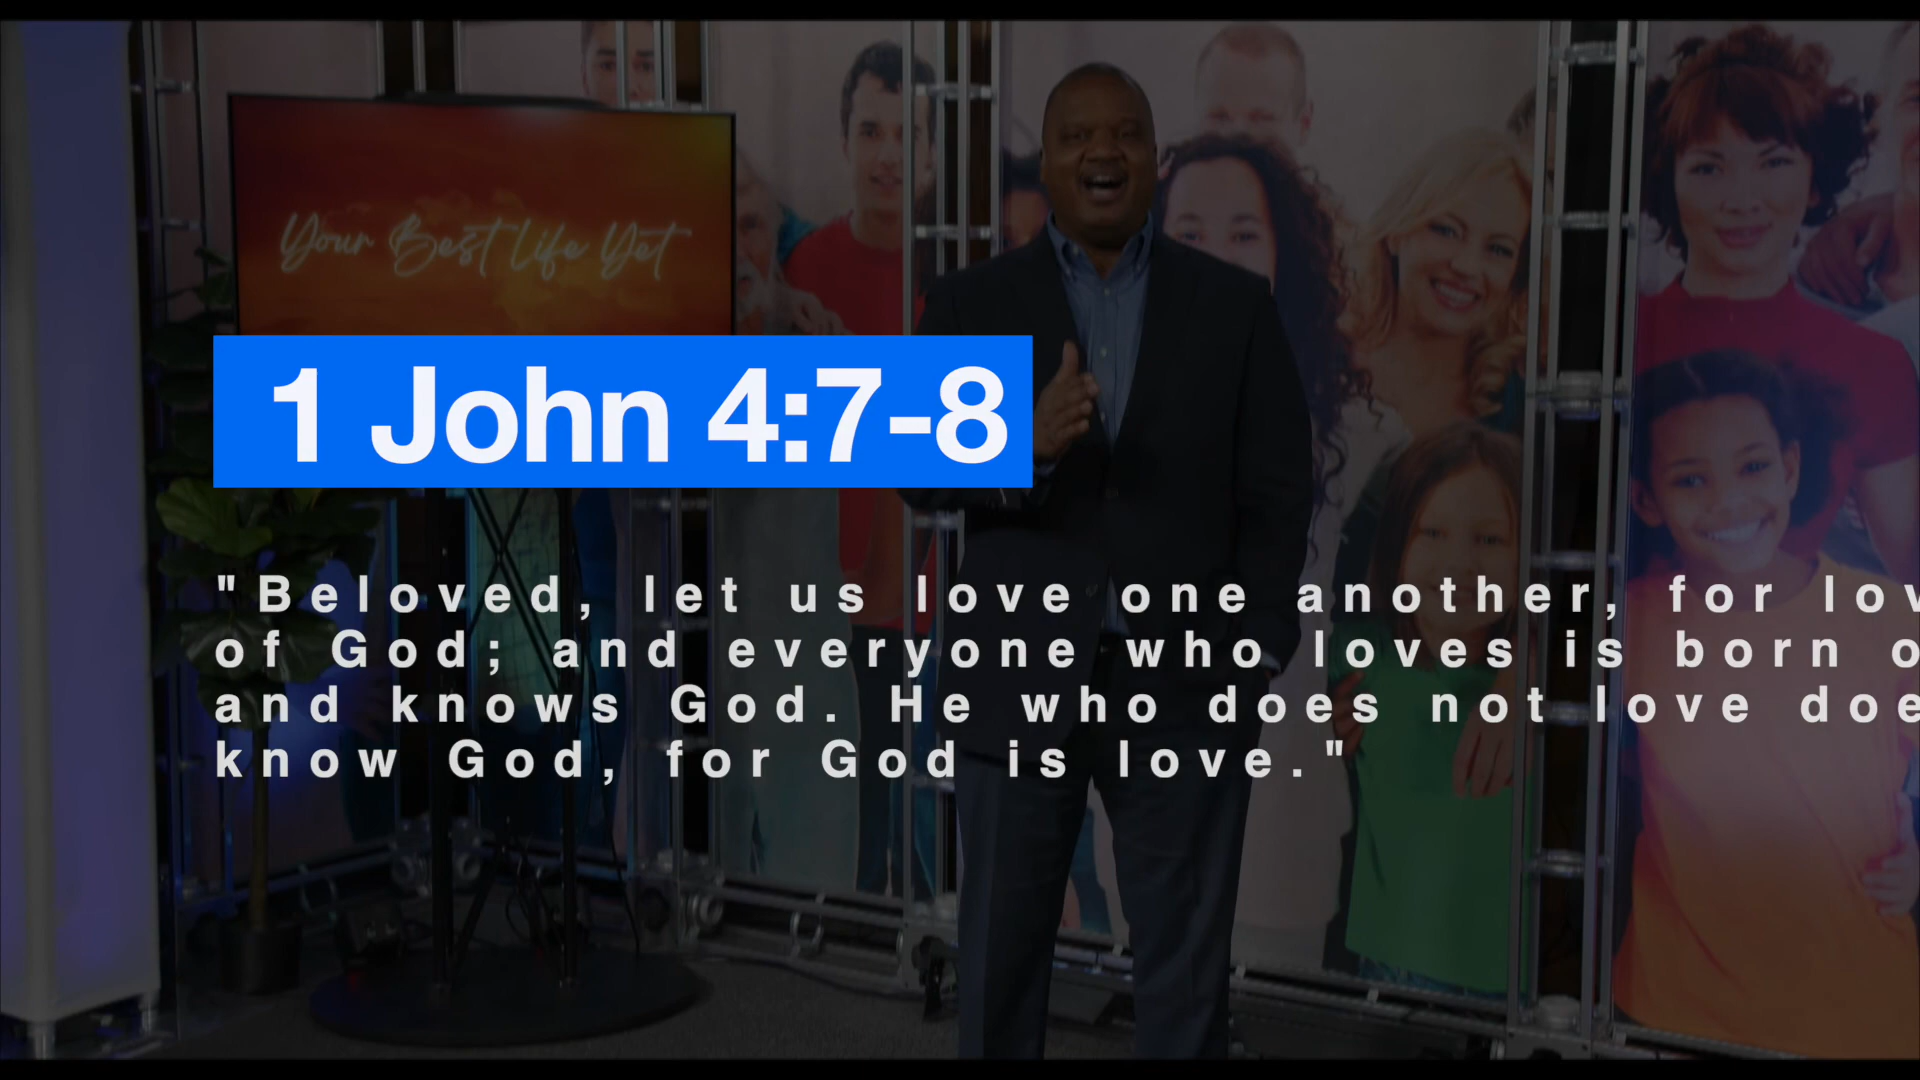 Your Best Life Yet
1 John 4:7-8
"Beloved, let us love one another, for lov
of God; and everyone who loves is born o
and knows God. He who does not love doe
know God, for God is love."